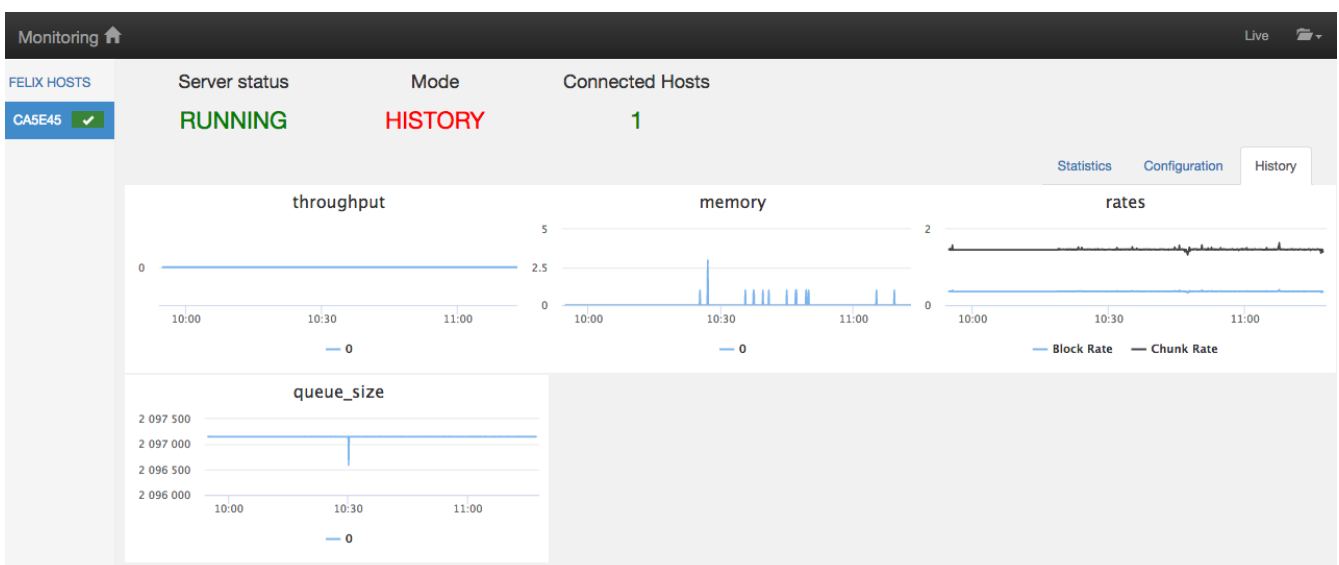 Monitoring Live
FELIX HOSTS
CA5E45
Server status Mode Connected Hosts
RUNNING HISTORY 1
Statistics Configuration History
throughput
0
10:00 10:30 11:00
0
memory
5
2.5
0
10:00 10:30 11:00
0
rates
2
0
10:00 10:30 11:00
Block Rate Chunk Rate
queue_size
2 097 500
2 097 000
2 096 500
2 096 000
10:00 10:30 11:00
0